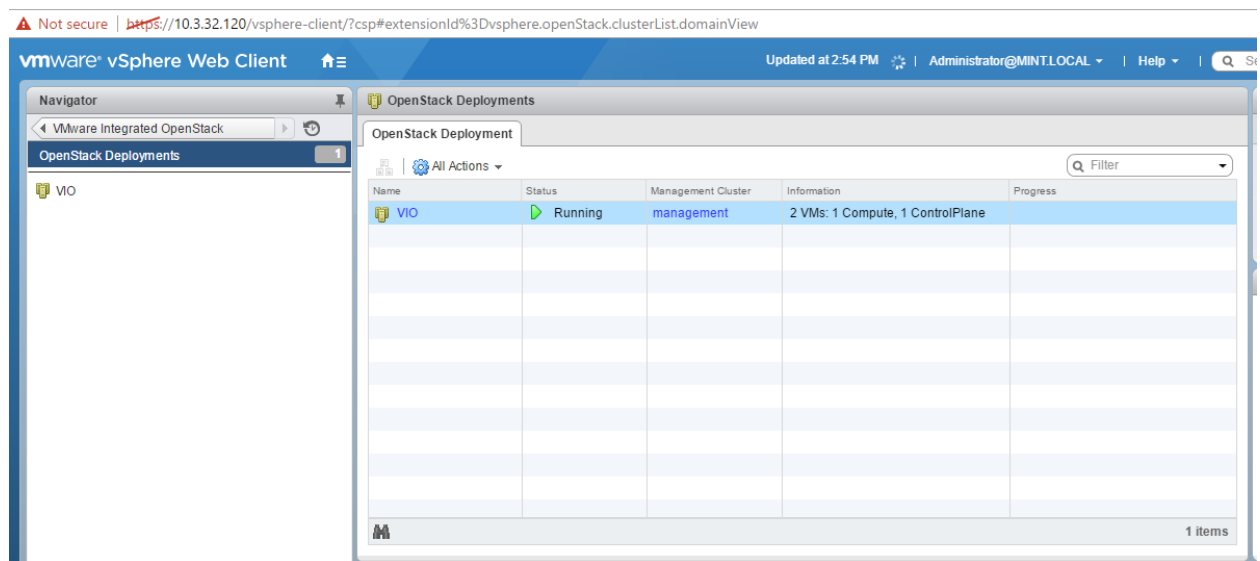 Not secure | https://10.3.32.120/vsphere-client/?csp#extensionId%3Dvsphere.openStack.clusterList.domainView
vmware® vSphere Web Client
Updated at 2:54 PM | Administrator@MINT.LOCAL | Help |
Navigator
VMware Integrated OpenStack
OpenStack Deployments 1
VIO
OpenStack Deployments
OpenStack Deployment
All Actions
Filter
Name Status Management Cluster Information Progress
VIO Running management 2 VMs: 1 Compute, 1 ControlPlane
1 items